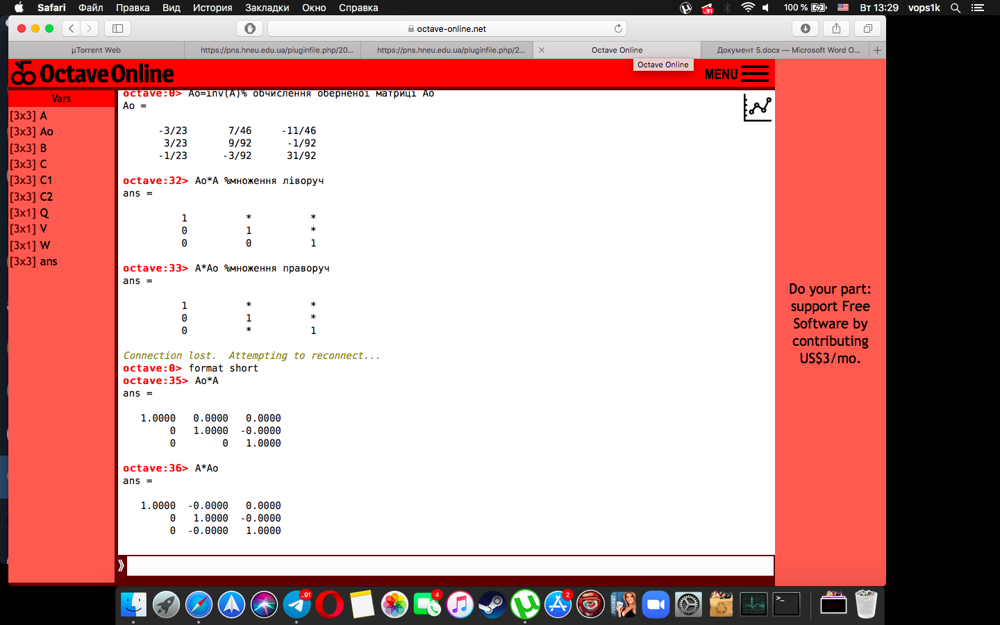 Safari Файл Правка Вид История Закладки Окно Справка
.91
100 %
Вт 13:29 vops1k
octave-online.net
µTorrent Web
https://pns.hneu.edu.ua/pluginfile.php/20...
https://pns.hneu.edu.ua/pluginfile.php/2...
Octave Online
Документ 5.docx — Microsoft Word O...
Octave Online
Octave Online
MENU
Vars
[3x3] A
[3x3] Ao
[3x3] B
[3x3] C
[3x3] C1
[3x3] C2
[3x1] Q
[3x1] V
[3x1] W
[3x3] ans
octave:0> Ao=inv(A)% обчислення оберненої матриці Ao
Ao =
-3/23 7/46 -11/46
3/23 9/92 -1/92
-1/23 -3/92 31/92
octave:32> Ao*A %множення ліворуч
ans =
1 * *
0 1 *
0 0 1
octave:33> A*Ao %множення праворуч
ans =
1 * *
0 1 *
0 * 1
Connection lost. Attempting to reconnect...
octave:0> format short
octave:35> Ao*A
ans =
1.0000 0.0000 0.0000
0 1.0000 -0.0000
0 0 1.0000
octave:36> A*Ao
ans =
1.0000 -0.0000 0.0000
0 1.0000 -0.0000
0 -0.0000 1.0000
Do your part:
support Free
Software by
contributing
US$3/mo.
..91
4
2